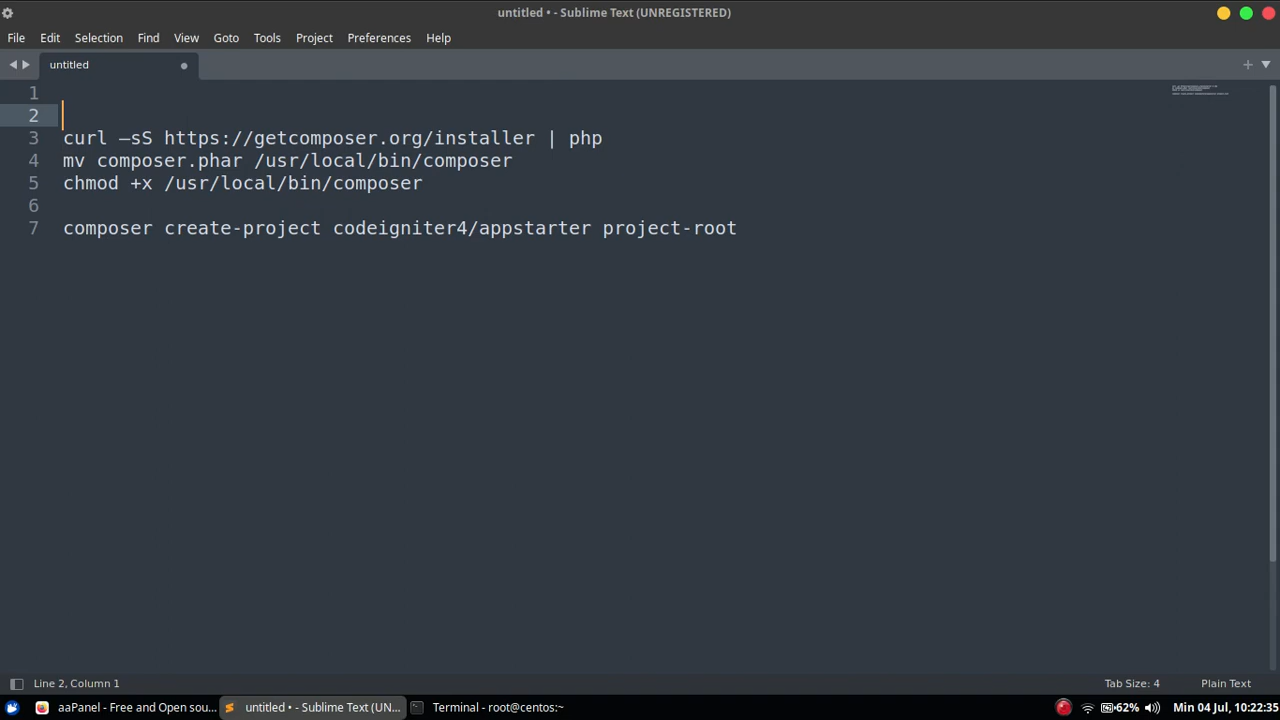 untitled • - Sublime Text (UNREGISTERED)
File Edit Selection Find View Goto Tools Project Preferences Help
untitled
1
2
3 curl –sS https://getcomposer.org/installer | php
4 mv composer.phar /usr/local/bin/composer
5 chmod +x /usr/local/bin/composer
6
7 composer create-project codeigniter4/appstarter project-root
Line 2, Column 1 Tab Size: 4 Plain Text
aaPanel - Free and Open sou... untitled • - Sublime Text (UN... Terminal - root@centos:~ 62% Min 04 Jul, 10:22:35